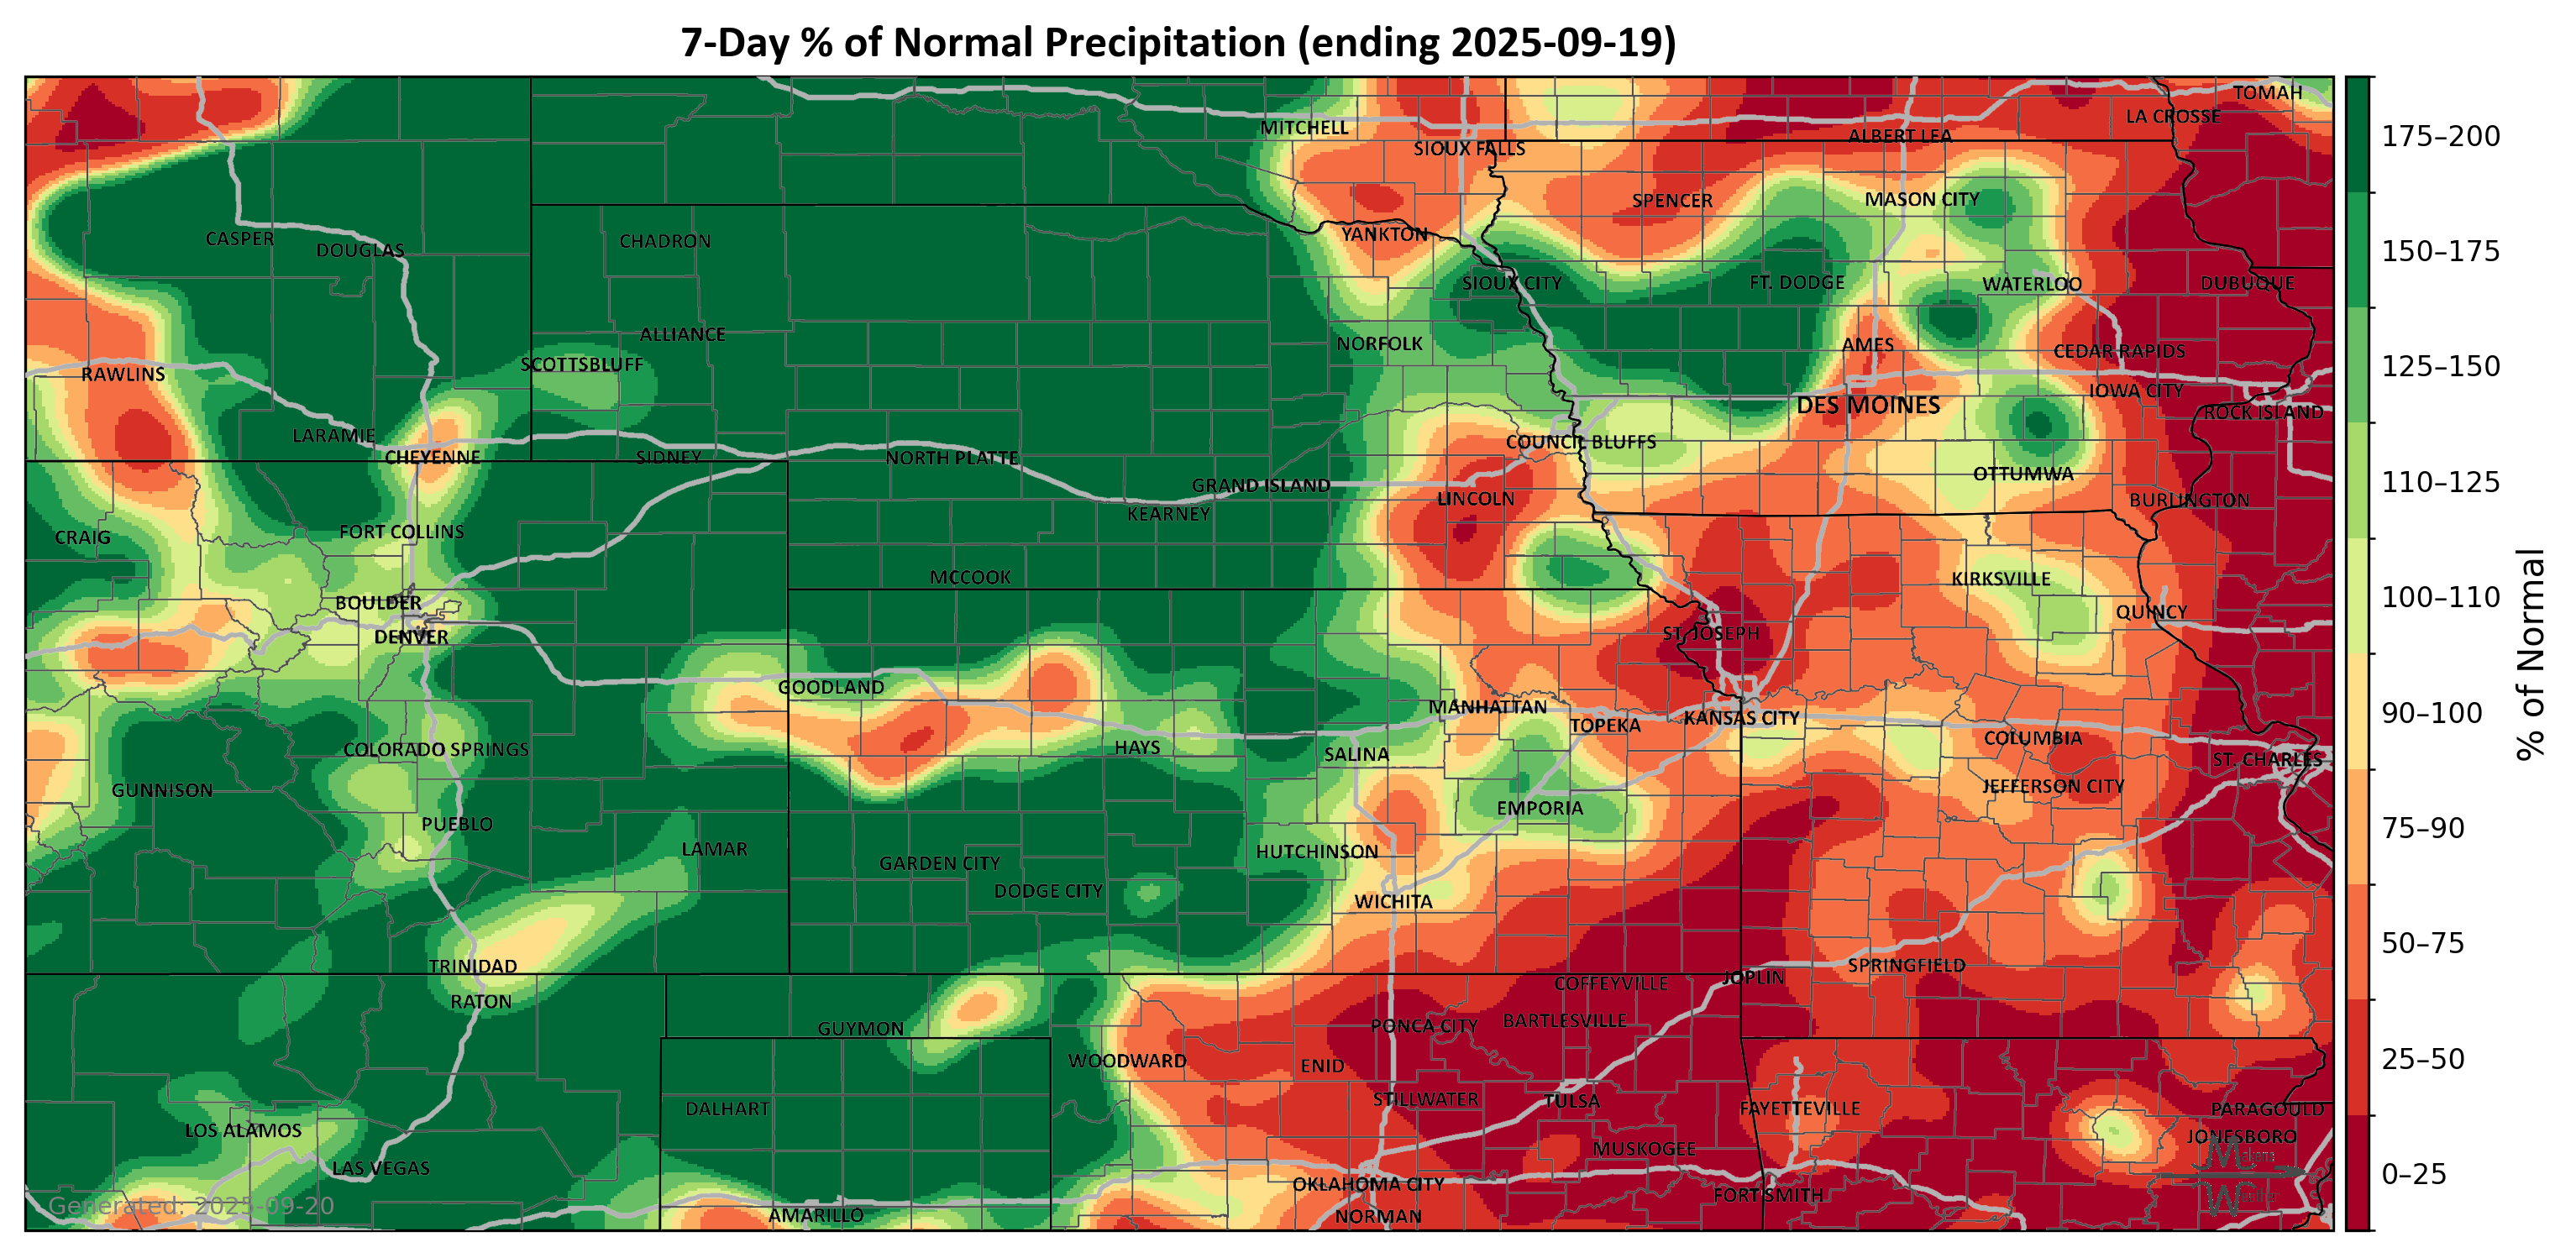 7-Day % of Normal Precipitation (ending 2025-09-19)
TOMAH
LA CROSSE
MITCHELL
ALBERT LEA
SIOUX FALLS
SPENCER
MASON CITY
YANKTON
CASPER
DOUGLAS
CHADRON
SIOUX CITY
FT. DODGE
WATERLOO
DUBUQUE
ALLIANCE
NORFOLK
AMES
CEDAR RAPIDS
SCOTTSBLUFF
RAWLINS
IOWA CITY
DES MOINES
ROCK ISLAND
LARAMIE
COUNCIL BLUFFS
CHEYENNE
SIDNEY
NORTH PLATTE
OTTUMWA
GRAND ISLAND
LINCOLN
BURLINGTON
KEARNEY
CRAIG
FORT COLLINS
MCCOOK
KIRKSVILLE
BOULDER
QUINCY
DENVER
ST. JOSEPH
GOODLAND
MANHATTAN
TOPEKA
KANSAS CITY
COLORADO SPRINGS
HAYS
SALINA
COLUMBIA
ST. CHARLES
GUNNISON
JEFFERSON CITY
EMPORIA
PUEBLO
LAMAR
HUTCHINSON
GARDEN CITY
DODGE CITY
WICHITA
TRINIDAD
SPRINGFIELD
JOPLIN
COFFEYVILLE
RATON
GUYMON
PONCA CITY
BARTLESVILLE
WOODWARD
ENID
STILLWATER
TULSA
DALHART
FAYETTEVILLE
PARAGOULD
LOS ALAMOS
JONESBORO
MUSKOGEE
LAS VEGAS
OKLAHOMA CITY
FORT SMITH
AMARILLO
NORMAN
Generated: 2025-09-20
175–200
150–175
125–150
110–125
100–110
90–100
75–90
50–75
25–50
0–25
% of Normal